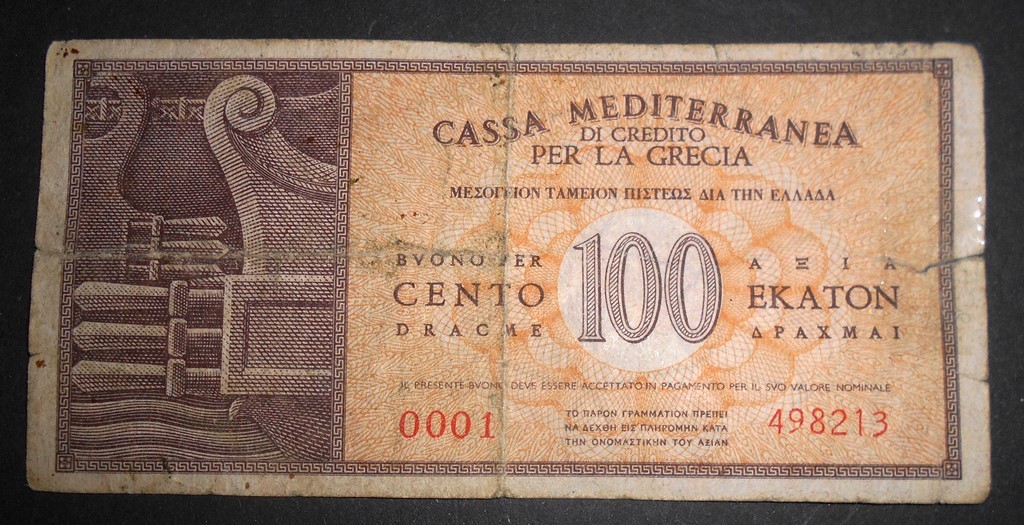 CASSA MEDITERRANEA
DI CREDITO
PER LA GRECIA
ΜΕΣΟΓΕΙΟΝ ΤΑΜΕΙΟΝ ΠΙΣΤΕΩΣ ΔΙΑ ΤΗΝ ΕΛΛΑΔΑ
BVONO PER
CENTO
DRACME
100
ΑΞΙΑ
ΕΚΑΤΟΝ
ΔΡΑΧΜΑΙ
IL PRESENTE BVONO DEVE ESSERE ACCETTATO IN PAGAMENTO PER IL SVO VALORE NOMINALE
0001
ΤΟ ΠΑΡΟΝ ΓΡΑΜΜΑΤΙΟΝ ΠΡΕΠΕΙ
ΝΑ ΔΕΧΘΗ ΕΙΣ ΠΛΗΡΟΜΗΝ ΚΑΤΑ
ΤΗΝ ΟΝΟΜΑΣΤΙΚΗΝ ΤΟΥ ΑΞΙΑΝ
498213